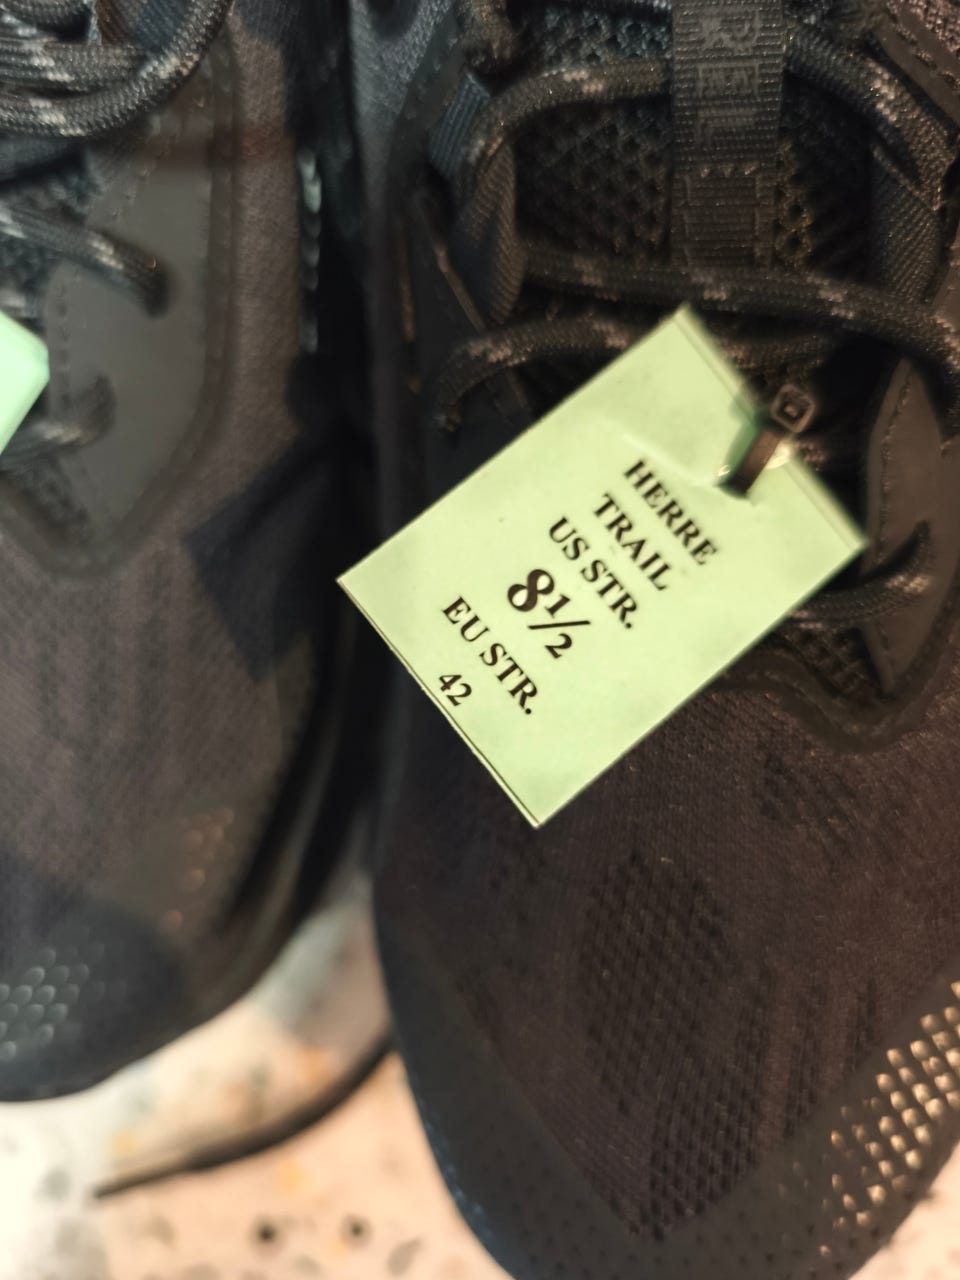 HERRE
TRAIL
US STR.
8½
EU STR.
42